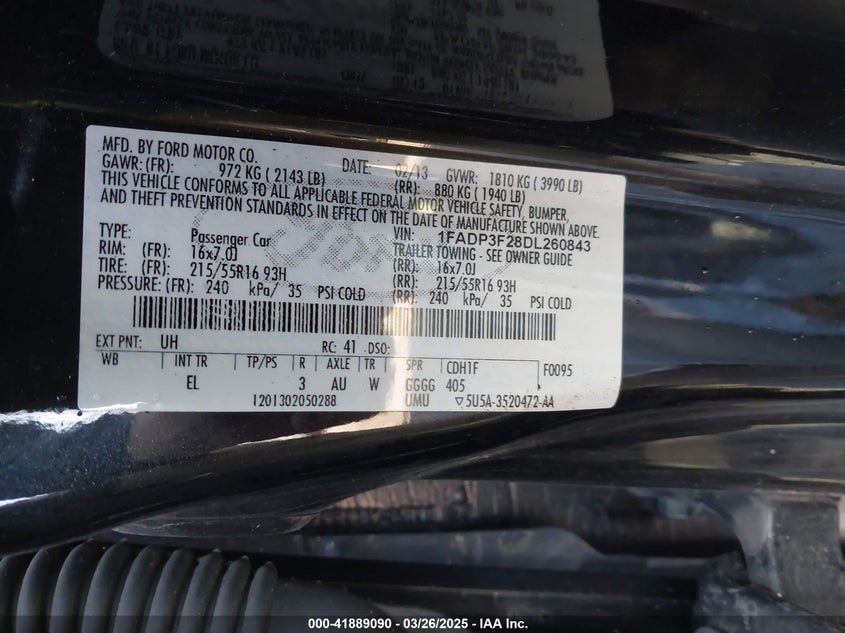 MFD. BY FORD MOTOR CO.
DATE: 02/13 GVWR: 1810 KG ( 3990 LB)
GAWR: (FR): 972 KG ( 2143 LB) (RR): 880 KG ( 1940 LB)
THIS VEHICLE CONFORMS TO ALL APPLICABLE FEDERAL MOTOR VEHICLE SAFETY, BUMPER,
AND THEFT PREVENTION STANDARDS IN EFFECT ON THE DATE OF MANUFACTURE SHOWN ABOVE.
VIN: 1FADP3F28DL260843
TYPE: Passenger Car TRAILER TOWING - SEE OWNER GUIDE
RIM: (FR): 16x7.0J (RR): 16x7.0J
TIRE: (FR): 215/55R16 93H (RR): 215/55R16 93H
PRESSURE: (FR): 240 kPa/ 35 PSI COLD (RR): 240 kPa/ 35 PSI COLD
EXT PNT: UH RC: 41 DSO:
WB INT TR TP/PS R AXLE TR SPR CDH1F F0095
EL 3 AU W GGGG 405
1201302050288 UMU 5U5A-3520472-AA
000-41889090 - 03/26/2025 - IAA Inc.